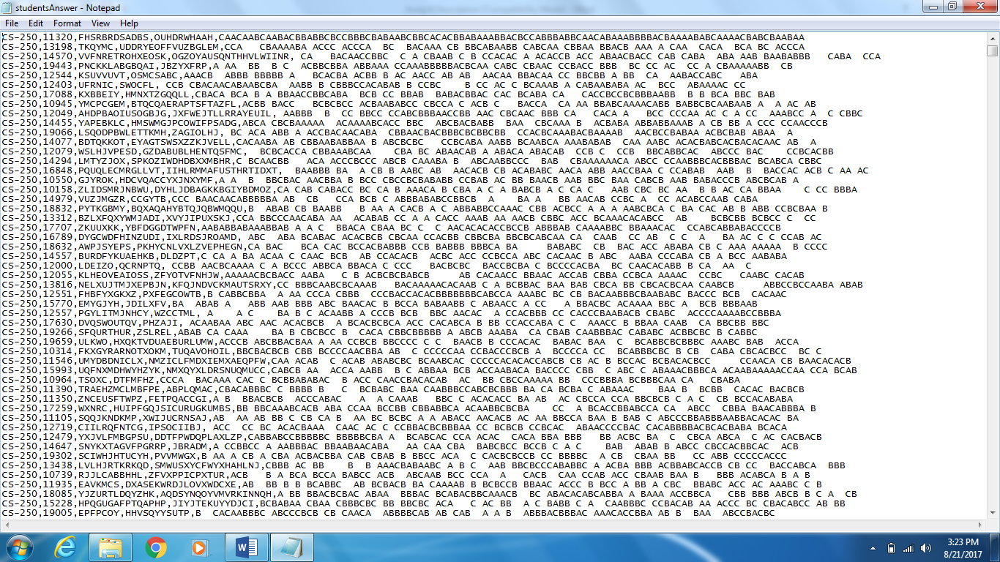 studentsAnswer - Notepad
File Edit Format View Help
CS-250,11320,FHSRBRDSADBS,OUHDRWHAAH,CAACAABCAABACBBABBCBCCBBBCBABAABCBBCACACBBABAAABBACBCCABBBABBCAACABAAABBBBACBAAAABABCAAAACBABCBAABAA
CS-250,13198,TKQYMC,UDDRYEOFFVUZBGLEM,CCA CBAAABA ACCC ACCCA BC BACAAA CB BBCABAABB CABCAA CBBAA BBACB AAA A CAA CACA BCA BC ACCCA
CS-250,14570,VVFNRETROHXEOSK,OGZOYAUSQNTHHVLWIINR, CA BACAACCBBC C A CBAAB C B CCACAC A ACACB ACC ABAACBACC CAB CABA ABA AAB BAABABBB CABA CCA
CS-250,19443,PNCKKLABGBQAI,JBZYXFRP,A AA BB B C ACBBCBBA ABBAAA CCAAABBBBBACBCAA CABC CBAAC CCBACC BBB BC CC AC CC A CBAAAAABB CB
CS-250,12544,KSUVVUVT,OSMCSABC,AAACB ABBB BBBBB A BCACBA ACBB B AC AACC AB AB AACAA BBACAA CC BBCBB A BB CA AABACCABC ABA
CS-250,12403,UFRNIC,SWOCFL, CCB CBACACABAABCBA AABB B CBBBCCACABAB B CCBC B CC AC C BCAAAB A CABAABABA AC BCC ABAAAAC CC
CS-250,17088,KXBBEIY,HMNXTZGQQLL,CBACA BCA B A BBAACCBBCABA BCB CC BBAB BABACBBAC CAC BCABA CA CACCBCCBCBBBAABB B B BCA BBC BAB
CS-250,10945,YMCPCGEM,BTQCQAERAPTSFTAZFL,ACBB BACC BCBCBCC ACBAABABCC CBCCA C ACB C BACCA CA AA BBABCAAAACABB BABBCBCAABAAB A A AC AB
CS-250,12049,AHDPBAOIUSOGBJG,JXFWEJTLLRRAYEUIL, AABBB B CC BBCC CCABCBBBAACCBB AAC CBCAAC BBB CA CACA A BCC CCCAA AC C A CC AAABCC A C CBBC
CS-250,14455,YAPEBKLC,HMSWMGJPCOWIFPSADG,ABCA CBCBAAAAA ACAAAABCACC BBC ABCBACBABB BAA CBCAAA B ACBABA ABBABBAAAB A CB BB A CCC CCAACCCB
CS-250,19066,LSQODPBWLETTKMH,ZAGIOLHJ, BC ACA ABB A ACCBACAACABA CBBAACBACBBBCBCBBCBB CCACBCAAABACBAAAAB AACBCCBABAA ACBCBAB ABAA A
CS-250,14077,BDTQKKOT,EYAGTSWSXZZKJVELL,CACAABA AB CBBAABABBAA B ABCBCBC CCBCABA AABB BCAABCA AAABABAB CAA AABC ACACBABCACBACACAAC AB A
CS-250,12079,WSLHJVPESD,GZDABUBLHENTQSFMC, BCBCACCA CBBAAABCAA CBA BC ABAACAB A ABACA ABACAB CCB C CCB BBCABBCAC ABBCC BAC CCBCACBB
CS-250,14294,LMTYZJOX,SPKOZIWDHDBXXMBHR,C BCAACBB ACA ACCCBCCC ABCB CAAABA B ABCAABBCCC BAB CBAAAAAACA ABCC CCAABBBCACBBBAC BCABCA CBBC
CS-250,16848,PQUQLECMRGLLVT,IIHLRMMAFUSTHRTIDXT, BAABBB BA A CB B AABC AB AACACB CB ACABABC AACA ABB AACCBAA C CCABAB AAB B BACCAC ACB C AA AC
CS-250,10550,GJYROK,HDCVQACCYXJNXYMF,A A B BBCBAC AACBBA B BCC CBCCBCBABABB CCBAB AC BB BAACB AAB BBC BAA CABCB AAB BABACCCB ABCBCAB A
CS-250,10158,ZLIDSMRJNBWU,DYHLJDBAGKKBGIYBDMOZ,CA CAB CABACC BC CA B AAACA B CBA A C A BABCB A C CA C AAB CBC BC AA B B AC CA BBAA C CC BBBA
CS-250,14979,VUZJMGZR,CCGYTB,CCC BAACAACABBBBBA AB CB CCA BCB C ABBBABABCCBBCB A BA A BB AACAB CCBC A CC ACABCCAAB CABA
CS-250,18832,PYTKGBMY,BQXAQAHYBTQJQBWMQQU,B ABAB CB BAABB B AA A CACB A C ABBABBCCAAAC CBB ACBCC A A A A AABCBCA C BA CACAB AB B ABB CCBCBAA B
CS-250,13312,BZLXFQXYWMJADI,XVYJIPUXSKJ,CCA BBCCCAACABA AA ACABAB CC A A CACC AAAB AA AACB CBBC ACC BCAAACACABCC AB BCBCBB BCBCC C CC
CS-250,17707,ZKUUXKK,YBFDGGDTWPFN,AABABBABAAABBAB A A C BBACA CBAA BC C C AACACACACBCCBCB ABBBAB CAAAABBC BBAAACAC CCABCABBABACCCCB
CS-250,16789,DYGCWDFHINZUDI,IXLRDSJROAMD, ABC ABA BCABAC ACACBCB CBCAA CCACBB CBBCBA BBCBCABCAA CA CAAB CC AB C C A BA AC C C CCAB AC
CS-250,18632,AWPJSYEPS,PKHYCNLVXLZVEPHEGN,CA BAC BCA CAC BCCACBABBB CCB BABBB BBBCA BA BABABC CB BAC ACC ABABA CB A AAA AAAAA B CCCC
CS-250,14557,BURDFYKUAEHKB,DLDZPT,C CA A BA ACAA C CAAC BCB AB CCACACB ACBC ACC CCBCCA ABC CACAAC B ABC AABA CCCABA CB A BCC AABABA
CS-250,12000,LDEIZO,QCRNPTQ, CCBB AACBCAAAA C A BCCC ABBCA BBACA C CCC BACBCBC BACCBCBA C BCCCCACBA BC CAACACABB B CA AA C
CS-250,12055,KLHEOVEAIOSS,ZFYOTVFNHJW,AAAAACBCBACC AABA C B ACBCBCBABCB AB CACACC BBAAC ACCAB CBBA CCBCA AAAAC CCBC CAABC CACAB
CS-250,13816,NELXUJTMJXEPBJN,KFQJNDVCKMAUTSRXY,CC BBBCAABCBCAAAB BACAAAAACACAAB C A BCBBAC BAA BAB CBCA BB CBCACBCAA CAABCB ABBCCBCCAABA ABAB
CS-250,12551,FHBFYXGKXZ,PXFEGCOWTB,B CABBCBBA A AA CCCA CBBB CCCBACCACBBBBBBBCABCCA AAABC BC CB BACAABBBCBAABABC BACCC BCB CACAAC
CS-250,15770,EMYGJYH,JDILXFV,BA ABAB A ABB AAB BBB ABC BAACAC B BCCA BABAABB C ABAACC A CC A BBACBC ACAAA BBC A BCB BBBAAB
CS-250,12557,PGYLITMJNHCY,WZCCTML, A A C BA B C ACAABB A CCCB BCB BBC AACAC A CCACBBB CC CACCCBAABACB CBABC ACCCCAAAABCCBBBA
CS-250,17630,DVQSWOUTQV,PHZAJI, ACAABAA ABC AAC ACACBCB A BCACBCBCA ACC CACABCA B BB CCACCABA C C AAACC B BBAA CAAB CA BBCBB BBC
CS-250,19266,SFQURTHUR,ZSLREL,ABAB CA CAAA BA B CBCBCC B CACA CBBCBBBBB A ABCB AAABA CA CBAB CAABBBAC CABABC ACBBCBC B CABBC
CS-250,19659,ULKWO,HXQKTVDUAEBURLUMW,ACCCB ABCBBACBAA A AA CCBCB BBCCCC C C BAACB B CCCACAC BABAC BAA C BCABBCBCBBBC AAABC BAB ACCA
CS-250,10314,FKXGYRARNOTXOKM,TUQAVOHOIL,BBCBACBCB CBB BCCCCAACBBA AB C CCCCCAA CCBACCCBCB A BCCCCA CC BCABBBCBC B CB CABA CBCACBCC BC C
CS-250,11546,UMYDBDNICLX,NMZICLFMDXIEMXAEQPFW,CAA ACAB C ACAB ABABCBC BCAABCAC CCCCCACACACCABCB CB AC B BCCAC BCBACACBCC CCAACA CB BAACACACB
CS-250,15993,UQFNXMDHWYHZYK,NMXQYXLDRSNUQMUCC,CABCB AA ACCA AABB C ABBAA BCA ABACA AACBCB ABAACABACA BACCCC CBB C ABC C ACBBBCAC ACBAA BCBAACCABAACAA CCA BCAB
CS-250,10964,TSOXC,DTFMFHZ,CCCA BACAAA CAC C BCBBABABAC B ACC CAACCBACACAB AC BB CBCCAAAAA BB CCCBBBA BCBBBCAA CA CBABA
CS-250,11390,TRAEHZMCLMBFPE,ABPLQMAC,CBACABBBC C BBBB B C BCBABC BAA CAABBBCCABCBCBBB BA CA BCBA C ABAAC BAA B BCBB CACAC BACBCB
CS-250,11350,ZNCEUSFTWPZ,FETPQACCGI,A B BBACBCB ACCCABAC A A CAAAB BBC C ACACACC BA AB AC CBCCA CCA BBCBCB C A C CB BCCACABABA
CS-250,17259,WXNRC,HUIPFGQJSICURUGKUMBS,BB BBCAAABCACB ABA CCAA BCCBB CBBABBCA ACAABBCBCBA CC A BCACCBBABCCA CA ABCC CBBA BAACABBBA B
CS-250,11105,SQQJKNDKMP,XWIJUCRNSAJ,AB AA AB BB C CB CA B AA BC BCBC A A ABACC AACACB AC AA BBCCA BAA B BAB C ABCCCBBABBBAABBACACAC BA
CS-250,12719,CIILRQFNTCG,IPSOCIIBJ, ACC CC BC ACACBAAA CAAC AC C CCBBACBCBBBAA CC BCBCB CCBCAC ABAACCCCBAC CACABBBBACBCABACBABA BCACA
CS-250,12479,YXJVLFMBGPSU,DDTFPWDQPLAXLZP,CABBABCCBBBBBC BBBBBCBA A BCABCAC CCA ACAC CACA BBA BBB BB ACBC BA C CBCA ABCA C AC CACBACB
CS-250,14647,SNYKXTAGVFPGRRP,JBRADM,A CCBBCC A AABBBAC BBAABAACABA AA CAA CBA BABCBCC BCCB C A C BAB ABAB B ABCC CBCCACBBCAC ACB
CS-250,19302,SCIWHJHTUCYH,PVVMWGX,B AA A CB A CBA ACBACBBA CAB CBAB B BBCC ACA C CACBCBCCB CC BBBBC A CB CBAA BB CC ABB CCCCCACCC
CS-250,13438,LVLHJRTKRKQD,SMWUSXYCFWYXHAHLNJ,CBBB AC BB B B AAACBABAABC A B C AAB BBCBCCCABABBC A ACBA BBB ACBBABCACCB CB CC BACCABCA BBB
CS-250,10739,RJJLCABBHHL,ZFVXPPICPXTUR,ACB B A BCA BCCA BABCC ACB ABCAAB BCC CCA A CACB CAA CCAB ABC A CCBAB BAA B BBB ACABCA B A B
CS-250,11935,EAVKMCS,DXASEKWRDJLOVXWDCXE,AB BB B B BCABBC AB BCBACB BA CAAAAB B BCBCCB BBAAC ACCC B BCC A BB A CBC BBABC ACC AC AAABC C B
CS-250,18085,YJZURTLDQYZHK,AQDSYNQOYVMVRKINNQH,A BB BBACBCBAC ABAA BBBAC BCABACBBCAAACB BC ABACACABCABBA A BAAA ACCBBCA CBB BBB ABCB B C A CB
CS-250,15228,HPQGUGAFPTQAPHP,JIYJTEKUYYDJCI,BCBABAA CBAA CBBBCBC BB BBCBC ACA C AC BB A C BABB C A CAABBBC CCBACAB AA ACCC BC CBACABCC AB BB
CS-250,19005,EPFPCOY,HHVSQYYSUTP,B CACAABBBC ABCCCBCB CB CAACA ABBBBCAB AB CAB A A B ABBBACBBBAC AAACACCBBA AB B BAA ABCCBACBC
3:23 PM
8/21/2017